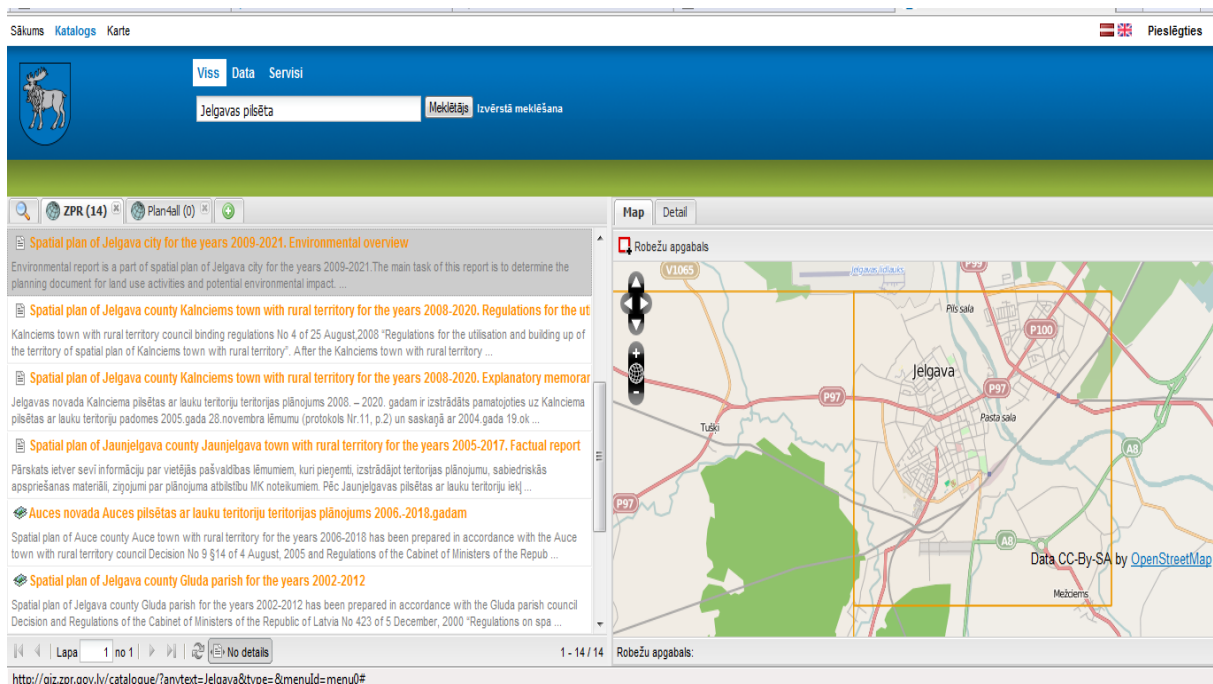 Sākums Katalogs Karte
Pieslēgties
Viss Data Servisi
Jelgavas pilsēta
Meklētājs Izvērstā meklēšana
ZPR (14) Plan4all (0)
Spatial plan of Jelgava city for the years 2009-2021. Environmental overview
Environmental report is a part of spatial plan of Jelgava city for the years 2009-2021.The main task of this report is to determine the
planning document for land use activities and potential environmental impact. ...
Spatial plan of Jelgava county Kalnciems town with rural territory for the years 2008-2020. Regulations for the ut
Kalnciems town with rural territory council binding regulations No 4 of 25 August,2008 "Regulations for the utilisation and building up of
the territory of spatial plan of Kalnciems town with rural territory". After the Kalnciems town with rural territory ...
Spatial plan of Jelgava county Kalnciems town with rural territory for the years 2008-2020. Explanatory memorar
Jelgavas novada Kalnciema pilsētas ar lauku teritoriju teritorijas plānojums 2008. – 2020. gadam ir izstrādāts pamatojoties uz Kalnciema
pilsētas ar lauku teritoriju padomes 2005.gada 28.novembra lēmumu (protokols Nr.11, p.2) un saskaņā ar 2004.gada 19.ok ...
Spatial plan of Jaunjelgava county Jaunjelgava town with rural territory for the years 2005-2017. Factual report
Pārskats ietver sevī informāciju par vietējās pašvaldības lēmumiem, kuri pieņemti, izstrādājot teritorijas plānojumu, sabiedriskās
apspriešanas materiāli, ziņojumi par plānojuma atbilstību MK noteikumiem. Pēc Jaunjelgavas pilsētas ar lauku teritoriju iekļ ...
Auces novada Auces pilsētas ar lauku teritoriju teritorijas plānojums 2006.-2018.gadam
Spatial plan of Auce county Auce town with rural territory for the years 2006-2018 has been prepared in accordance with the Auce
town with rural territory council Decision No 9 §14 of 4 August, 2005 and Regulations of the Cabinet of Ministers of the Repub ...
Spatial plan of Jelgava county Gluda parish for the years 2002-2012
Spatial plan of Jelgava county Gluda parish for the years 2002-2012 has been prepared in accordance with the Gluda parish council
Decision and Regulations of the Cabinet of Ministers of the Republic of Latvia No 423 of 5 December, 2000 "Regulations on spa ...
Lapa 1 no 1 No details 1 - 14 / 14
Map Detail
Robežu apgabals
V1065
Jelgavas lidlauks
Pils sala
P100
Jelgava
P97
P97
Pasta sala
Tušķi
A8
P97
A8
Data CC-By-SA by OpenStreetMap
Mežciems
Robežu apgabals:
http://giz.zpr.gov.lv/catalogue/?anytext=Jelgava&type=&menuId=menu0#